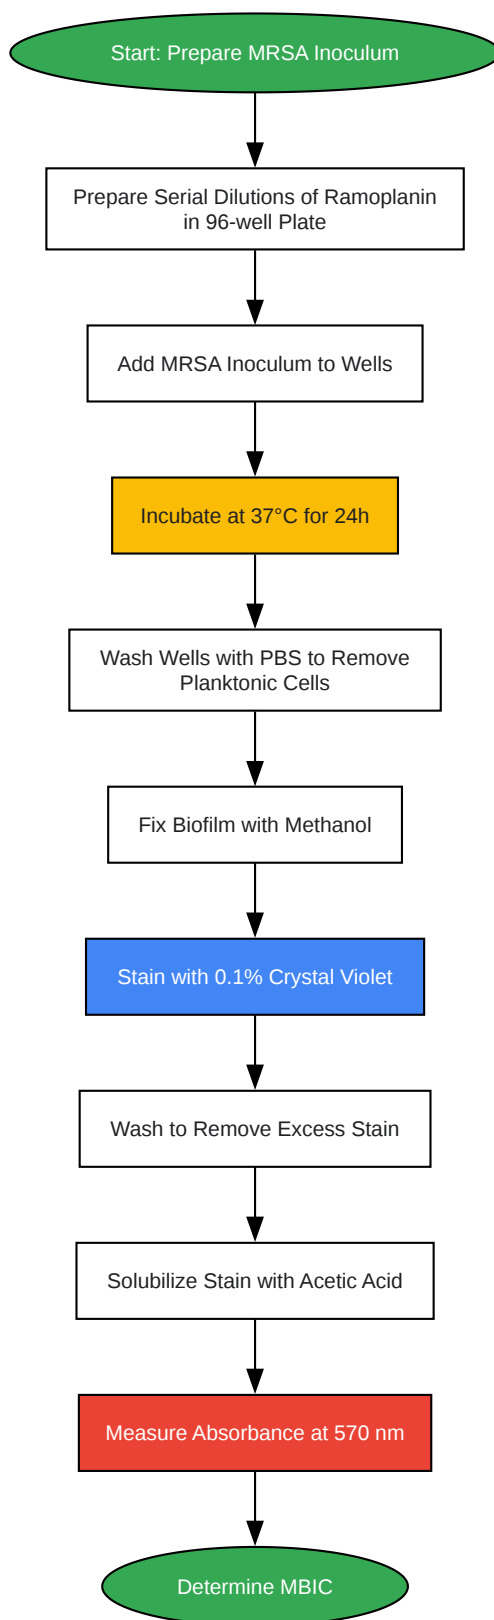 Start: Prepare MRSA Inoculum
Prepare Serial Dilutions of Ramoplanin
in 96-well Plate
Add MRSA Inoculum to Wells
Incubate at 37°C for 24h
Wash Wells with PBS to Remove
Planktonic Cells
Fix Biofilm with Methanol
Stain with 0.1% Crystal Violet
Wash to Remove Excess Stain
Solubilize Stain with Acetic Acid
Measure Absorbance at 570 nm
Determine MBIC